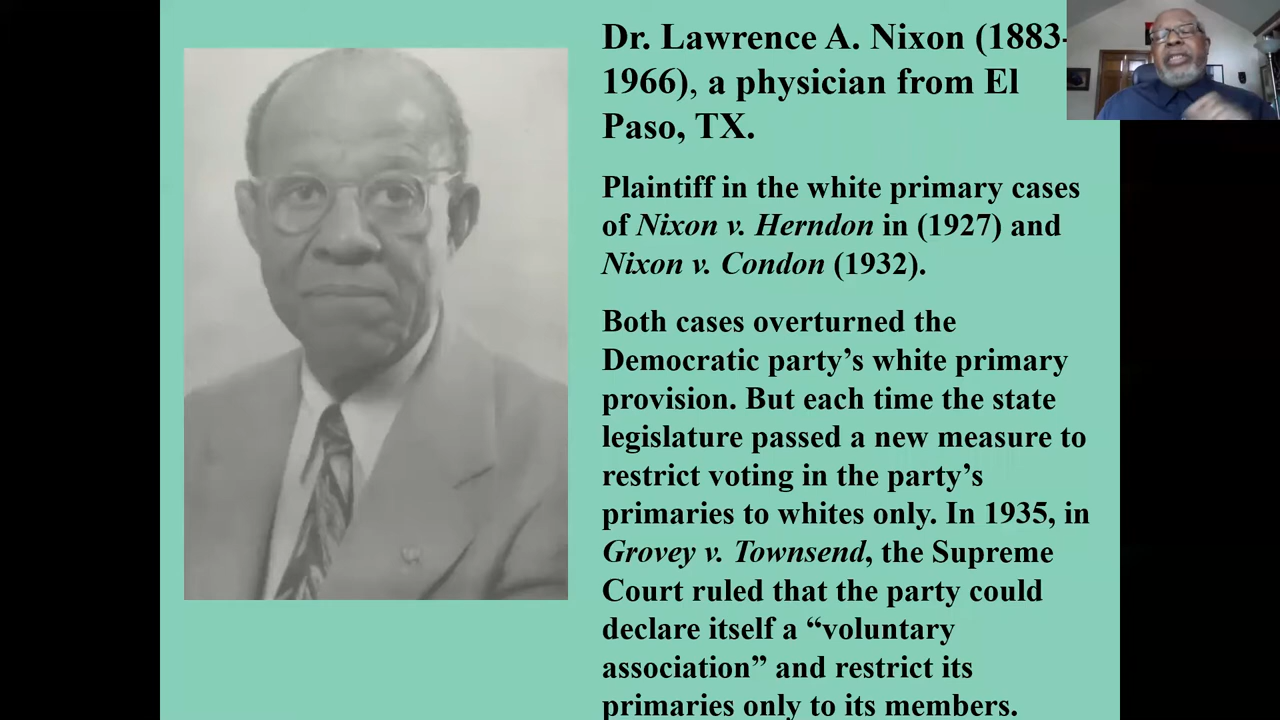 Dr. Lawrence A. Nixon (1883-
1966), a physician from El
Paso, TX.
Plaintiff in the white primary cases
of Nixon v. Herndon in (1927) and
Nixon v. Condon (1932).
Both cases overturned the
Democratic party’s white primary
provision. But each time the state
legislature passed a new measure to
restrict voting in the party’s
primaries to whites only. In 1935, in
Grovey v. Townsend, the Supreme
Court ruled that the party could
declare itself a “voluntary
association” and restrict its
primaries only to its members.